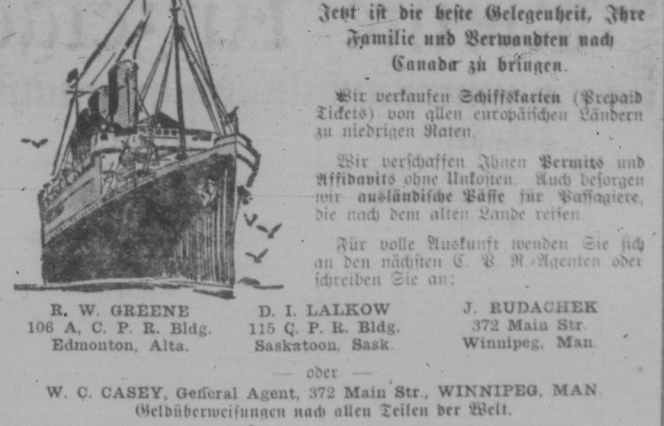 Jetzt ist die beste Gelegenheit, Ihre
Familie und Verwandten nach
Canada zu bringen.
Wir verkaufen Schiffskarten (Prepaid
Tickets) von allen europäischen Ländern
zu niedrigen Raten.
Wir verschaffen Ihnen Permits und
Affidavits ohne Unkosten. Auch besorgen
wir ausländische Pässe für Passagiere,
die nach dem alten Lande reisen.
Für volle Auskunft wenden Sie sich
an den nächsten C. P. R.-Agenten oder
schreiben Sie an:
R. W. GREENE
106 A, C. P. R. Bldg.
Edmonton, Alta.
D. I. LALKOW
115 C. P. R. Bldg.
Saskatoon, Sask.
J. RUDACHEK
372 Main Str.
Winnipeg, Man.
— oder —
W. C. CASEY, General Agent, 372 Main Str., WINNIPEG, MAN.
Geldüberweisungen nach allen Teilen der Welt.